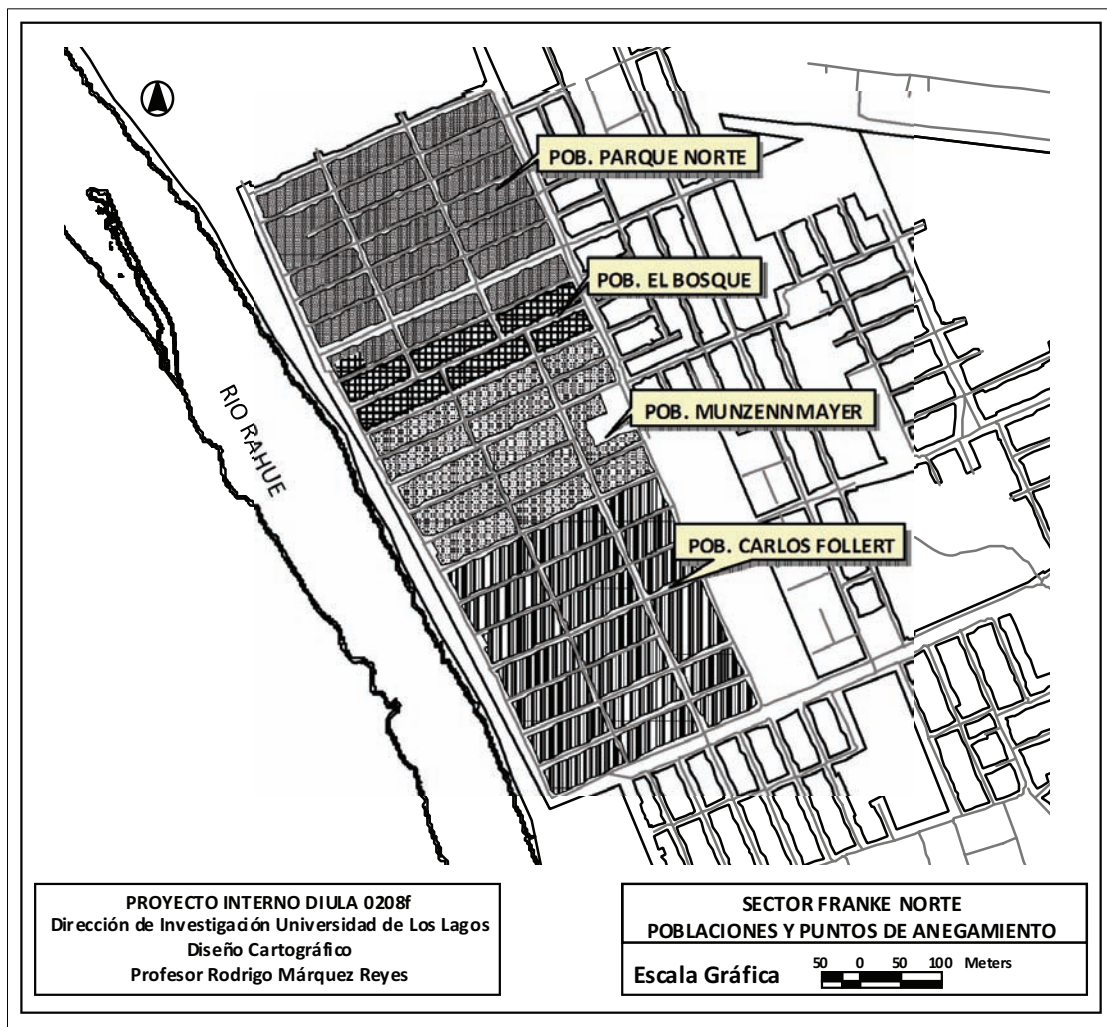 POB. PARQUE NORTE
POB. EL BOSQUE
POB. MUNZENNMAYER
POB. CARLOS FOLLERT
RIO RAHUE
PROYECTO INTERNO DIULA 0208f
Dirección de Investigación Universidad de Los Lagos
Diseño Cartográfico
Profesor Rodrigo Márquez Reyes
SECTOR FRANKE NORTE
POBLACIONES Y PUNTOS DE ANEGAMIENTO
Escala Gráfica
50 0 50 100 Meters